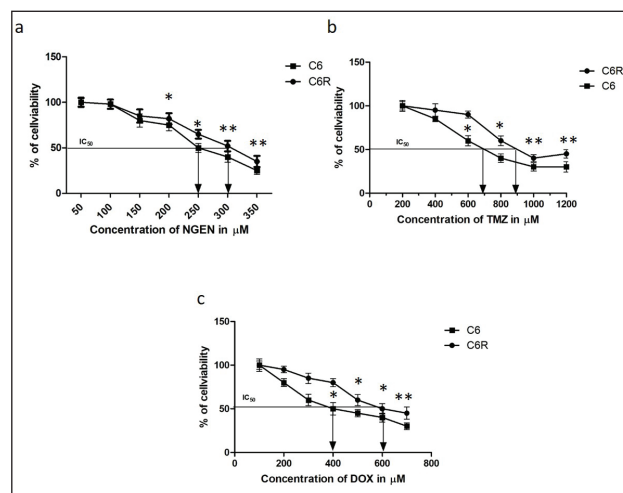 a
C6
C6R
% of cellviability
150
100
50
0
IC50
* * ** **
50 100 150 200 250 300 350
Concentration of NGEN in μM
b
C6R
C6
% of cellviability
150
100
50
0
IC50
* * ** **
0 200 400 600 800 1000 1200
Concentration of TMZ in μM
c
C6
C6R
% of cellviability
150
100
50
0
IC50
* * * **
0 200 400 600 800
Concentration of DOX in μM